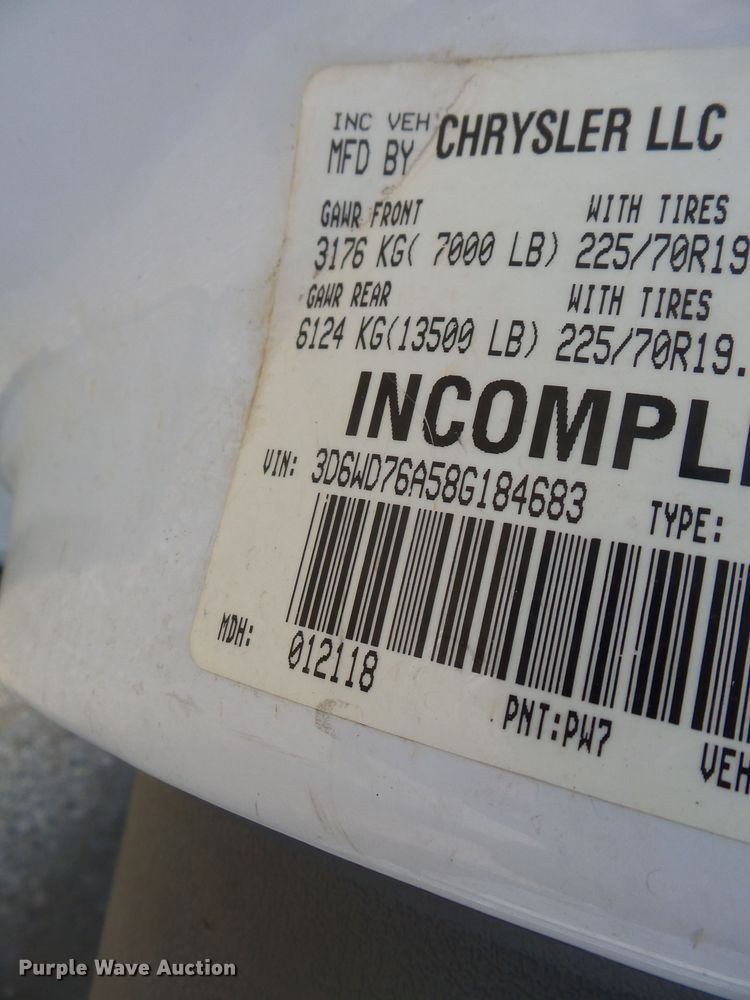 INC VEH
MFD BY CHRYSLER LLC
GAWR FRONT WITH TIRES
3176 KG( 7000 LB) 225/70R19
GAWR REAR WITH TIRES
6124 KG(13500 LB) 225/70R19.
INCOMPL
VIN: 3D6WD76A58G184683 TYPE:
MDH: 012118
PNT:PW7 VEH
Purple Wave Auction